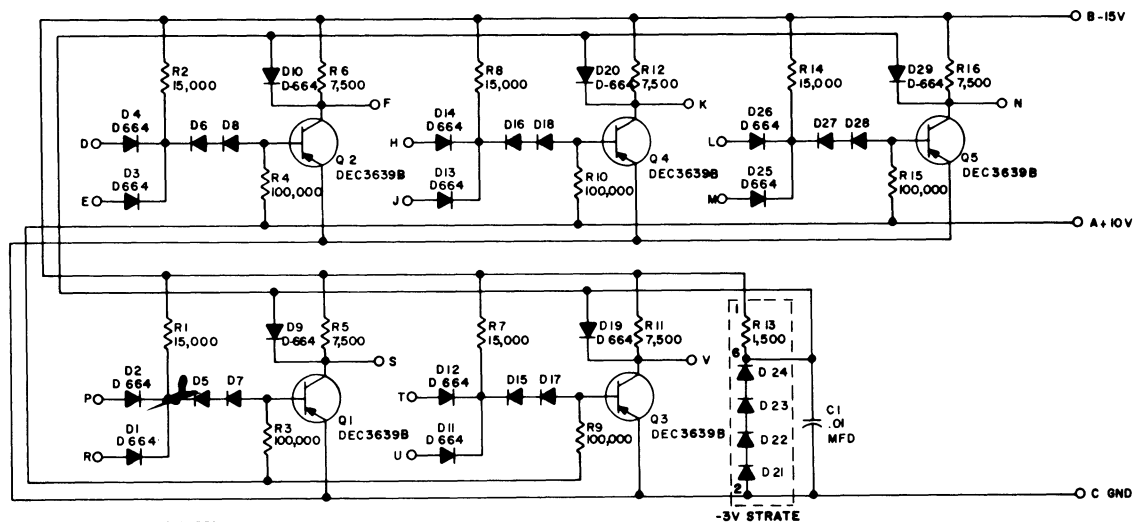 B-15V
R2
15,000
D10
D-664
R6
7,500
F
D4
D664
D
D6
D8
D3
D664
E
R4
100,000
Q2
DEC3639B
R8
15,000
D20
D-664
R12
7,500
K
D14
D664
H
D16
D18
D13
D664
J
R10
100,000
Q4
DEC3639B
R14
15,000
D29
D-664
R16
7,500
N
D26
D664
L
D27
D28
D25
D664
M
R15
100,000
Q5
DEC3639B
A+10V
R1
15,000
D9
D-664
R5
7,500
S
D2
D664
P
D5
D7
D1
D664
R
R3
100,000
Q1
DEC3639B
R7
15,000
D19
D664
R11
7,500
V
D12
D664
T
D15
D17
D11
D664
U
R9
100,000
Q3
DEC3639B
1
R13
1,500
6
D24
D23
D22
D21
2
C1
.01
MFD
C GND
-3V STRATE